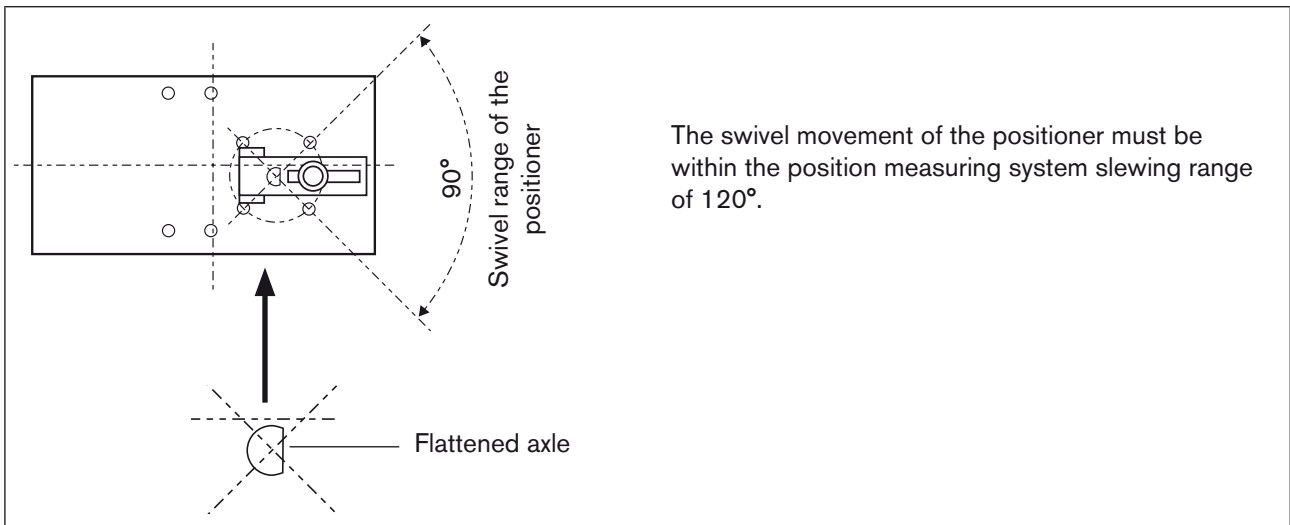 90°
Swivel range of the
positioner
The swivel movement of the positioner must be
within the position measuring system slewing range
of 120°.
Flattened axle